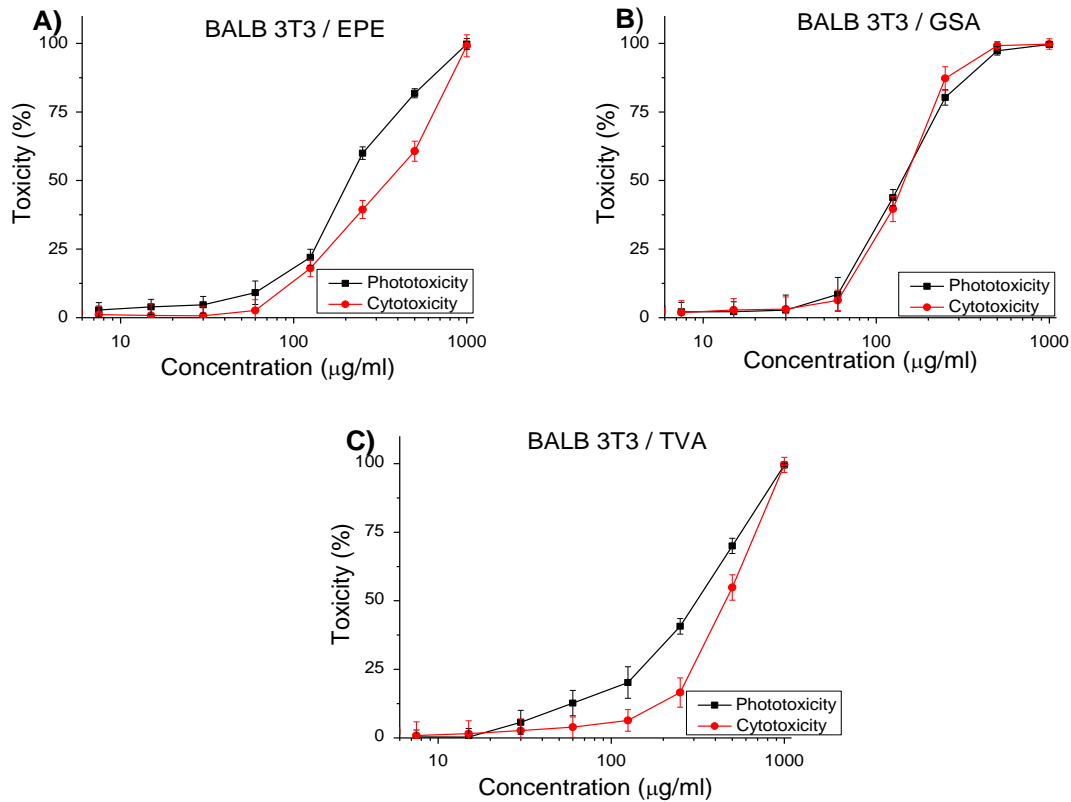 A)
BALB 3T3 / EPE
100
75
50
25
0
Toxicity (%)
Phototoxicity
Cytotoxicity
10
100
1000
Concentration (μg/ml)
B)
BALB 3T3 / GSA
100
75
50
25
0
Toxicity (%)
Phototoxicity
Cytotoxicity
10
100
1000
Concentration (μg/ml)
C)
BALB 3T3 / TVA
100
75
50
25
0
Toxicity (%)
Phototoxicity
Cytotoxicity
10
100
1000
Concentration (μg/ml)